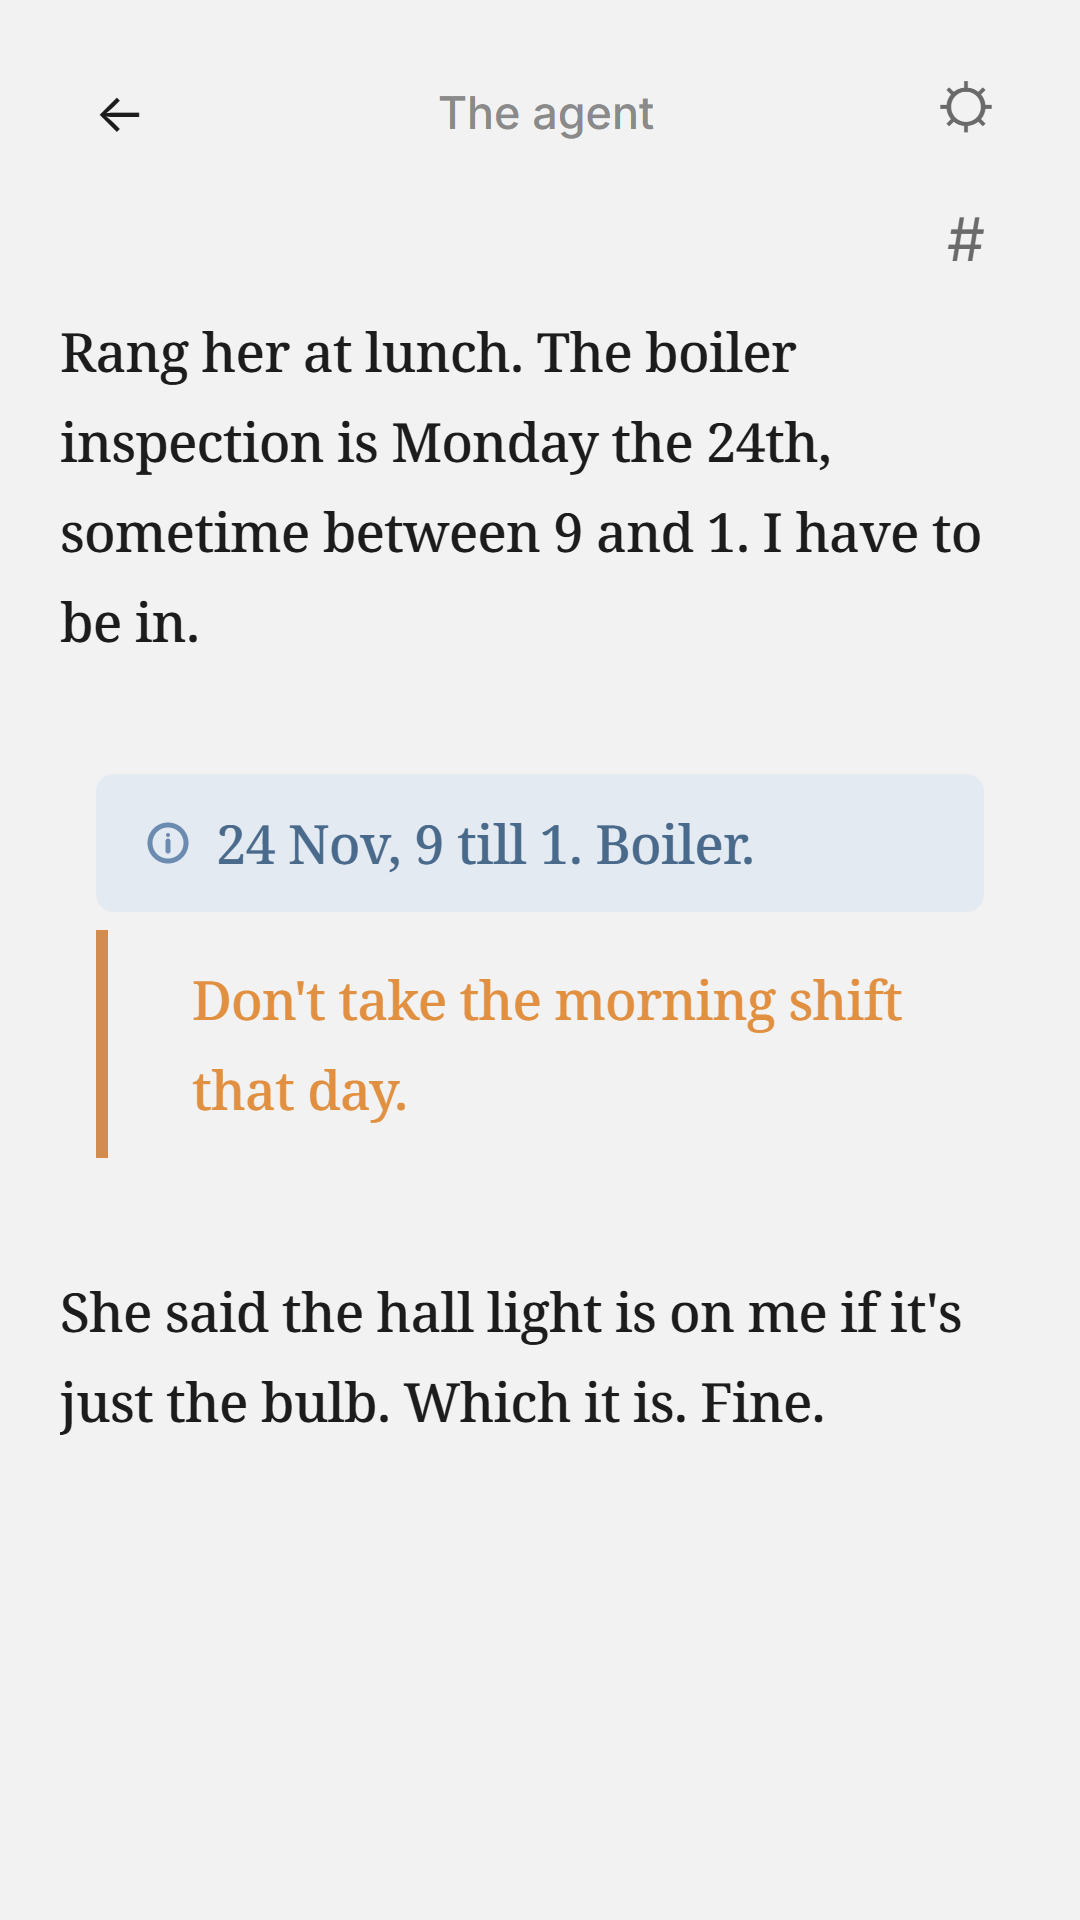 The agent
#
Rang her at lunch. The boiler
inspection is Monday the 24th,
sometime between 9 and 1. I have to
be in.
24 Nov, 9 till 1. Boiler.
Don't take the morning shift
that day.
She said the hall light is on me if it's
just the bulb. Which it is. Fine.